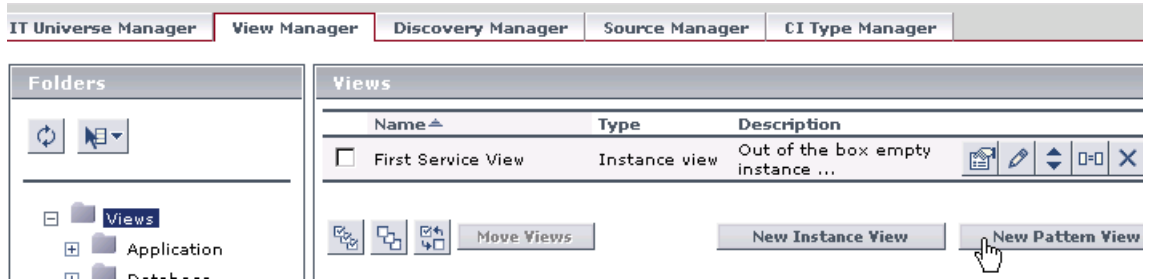 IT Universe Manager View Manager Discovery Manager Source Manager CI Type Manager
Folders
Views
Name Type Description
First Service View Instance view Out of the box empty
instance ...
Views
Application
Database
Move Views New Instance View New Pattern View